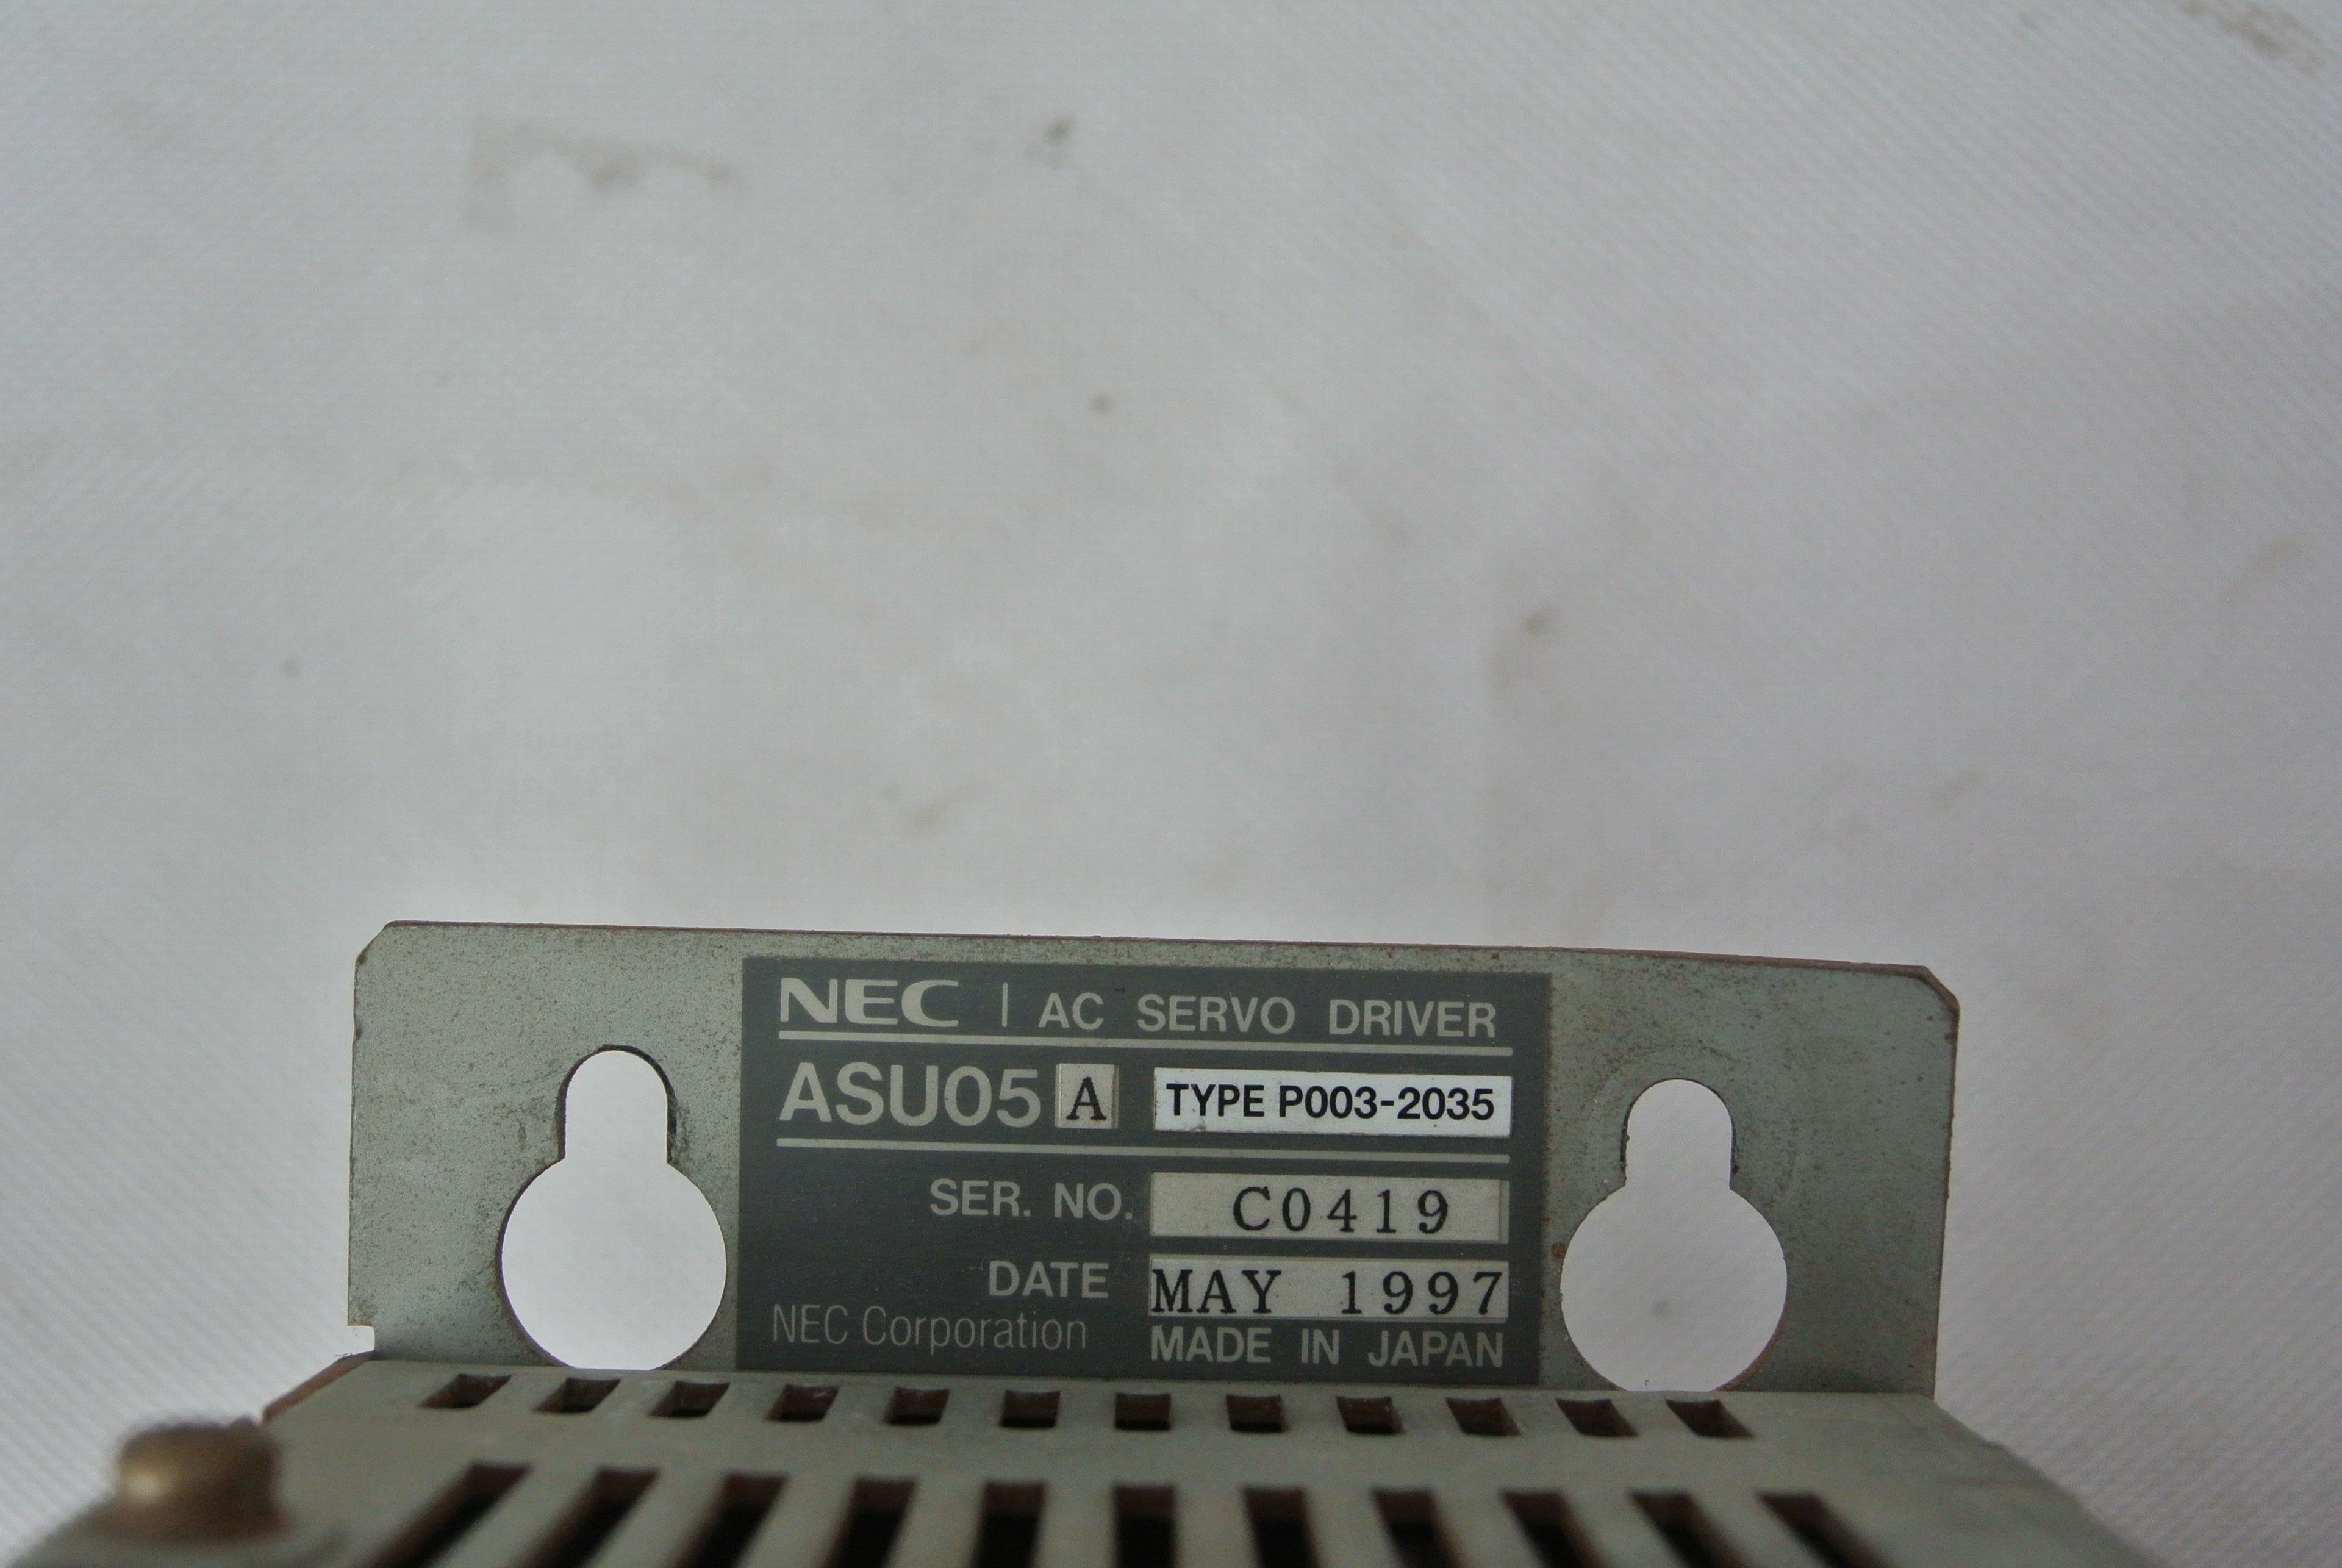 NEC | AC SERVO DRIVER
ASU05 A TYPE P003-2035
SER. NO. C0419
DATE MAY 1997
NEC Corporation MADE IN JAPAN